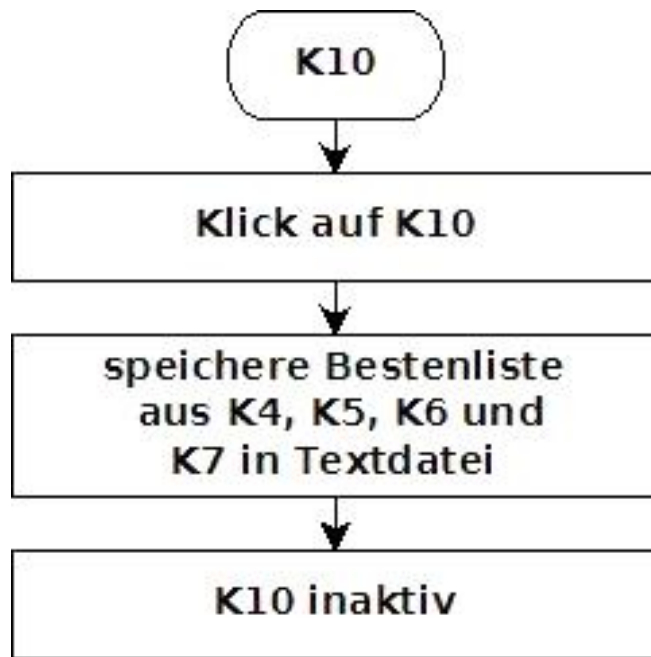 K10
Klick auf K10
speichere Bestenliste
aus K4, K5, K6 und
K7 in Textdatei
K10 inaktiv